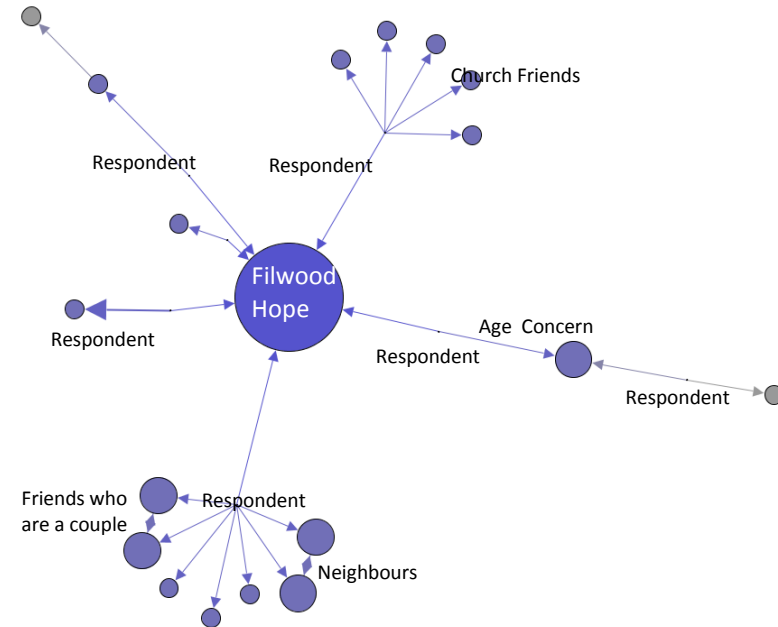 Church Friends
Respondent
Respondent
Filwood
Hope
Age Concern
Respondent
Respondent
Respondent
Friends who
are a couple
Respondent
Neighbours